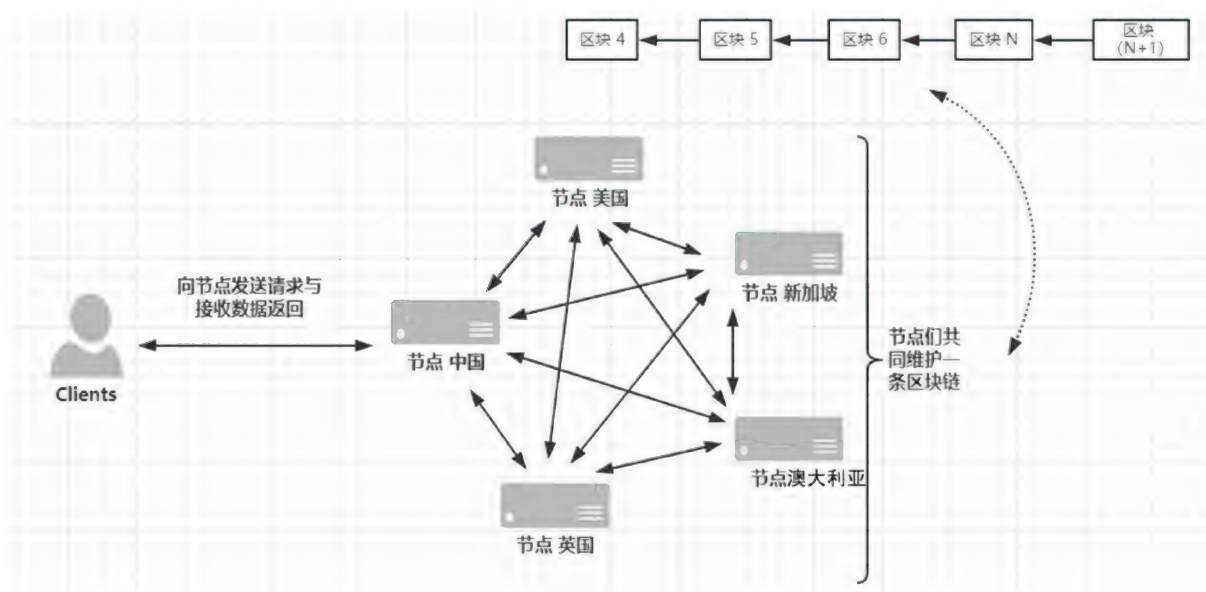 区块 4
区块 5
区块 6
区块 N
区块
(N+1)
节点 美国
节点 新加坡
向节点发送请求与
接收数据返回
节点 中国
Clients
节点们共
同维护一
条区块链
节点澳大利亚
节点 英国